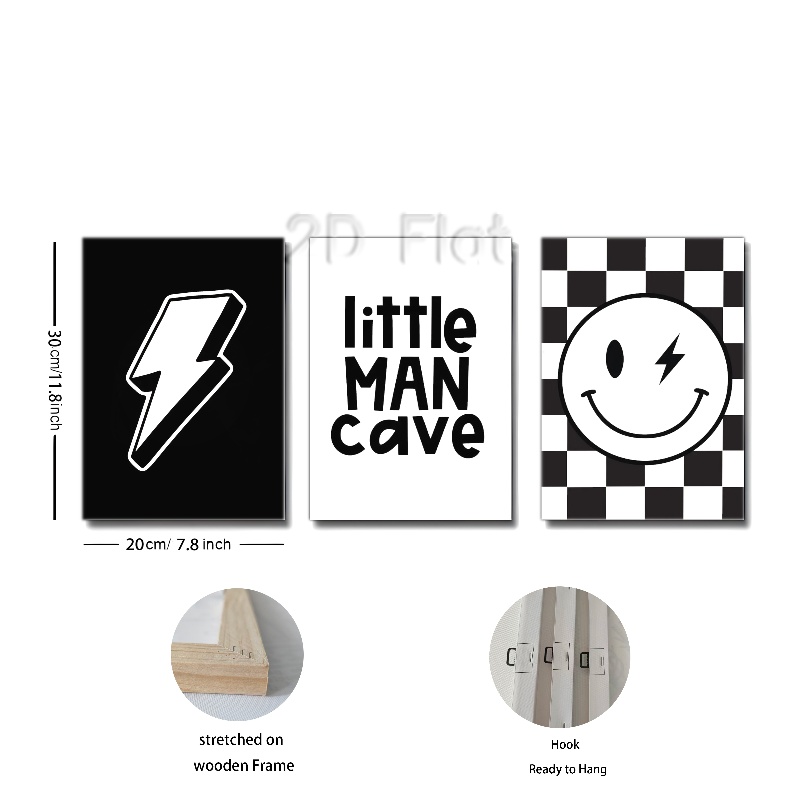 2D Flat
little
MAN
cave
30cm/11.8inch
20cm/ 7.8 inch
stretched on
wooden Frame
Hook
Ready to Hang